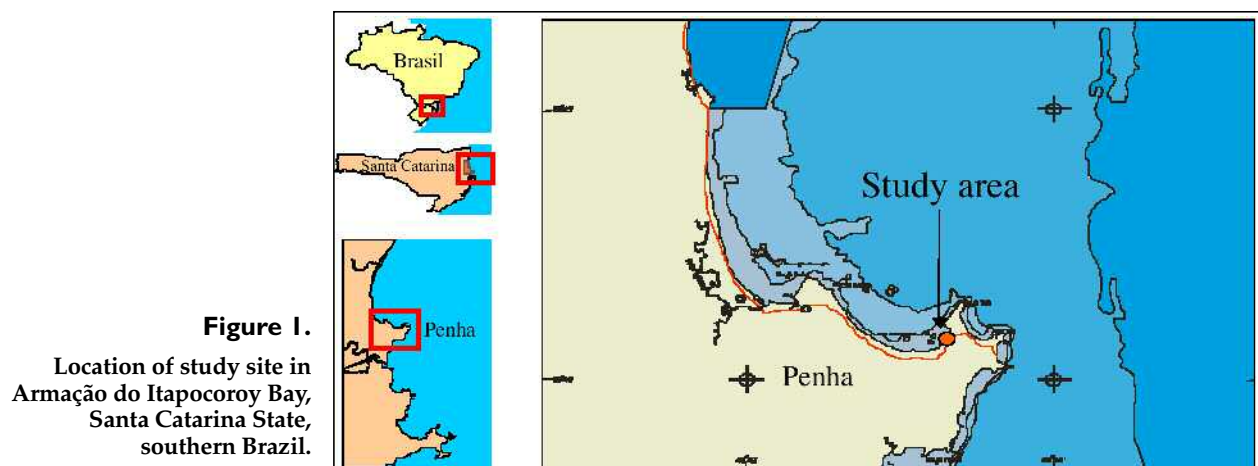 Brasil
Santa Catarina
Penha
Study area
Penha
Figure 1.
Location of study site in
Armação do Itapocoroy Bay,
Santa Catarina State,
southern Brazil.